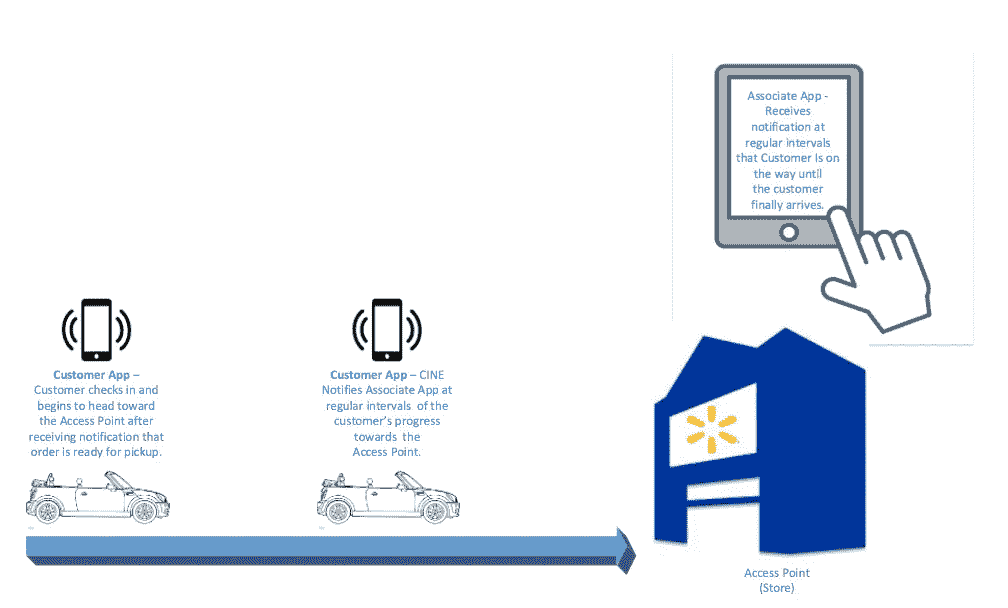 Associate App -
Receives
notification at
regular intervals
that Customer Is on
the way until
the customer
finally arrives.
Customer App –
Customer checks in and
begins to head toward
the Access Point after
receiving notification that
order is ready for pickup.
Customer App – CINE
Notifies Associate App at
regular intervals of the
customer's progress
towards the
Access Point.
Access Point
(Store)